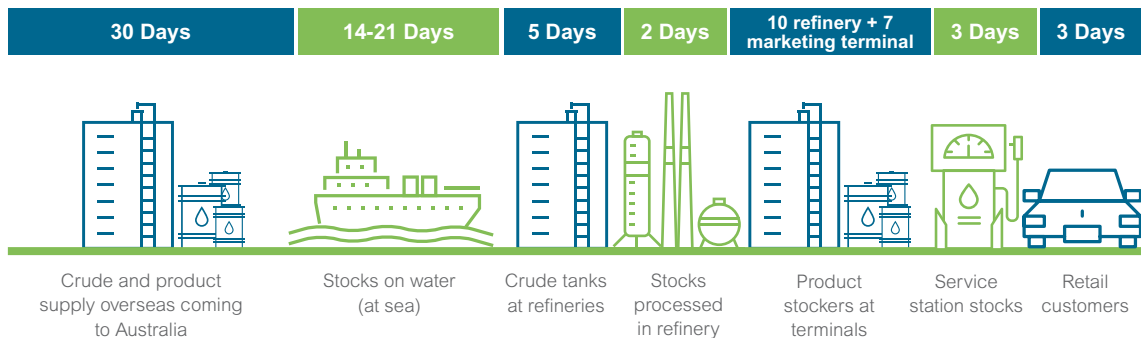 30 Days
14-21 Days
5 Days
2 Days
10 refinery + 7
marketing terminal
3 Days
3 Days
Crude and product
supply overseas coming
to Australia
Stocks on water
(at sea)
Crude tanks
at refineries
Stocks
processed
in refinery
Product
stockers at
terminals
Service
station stocks
Retail
customers